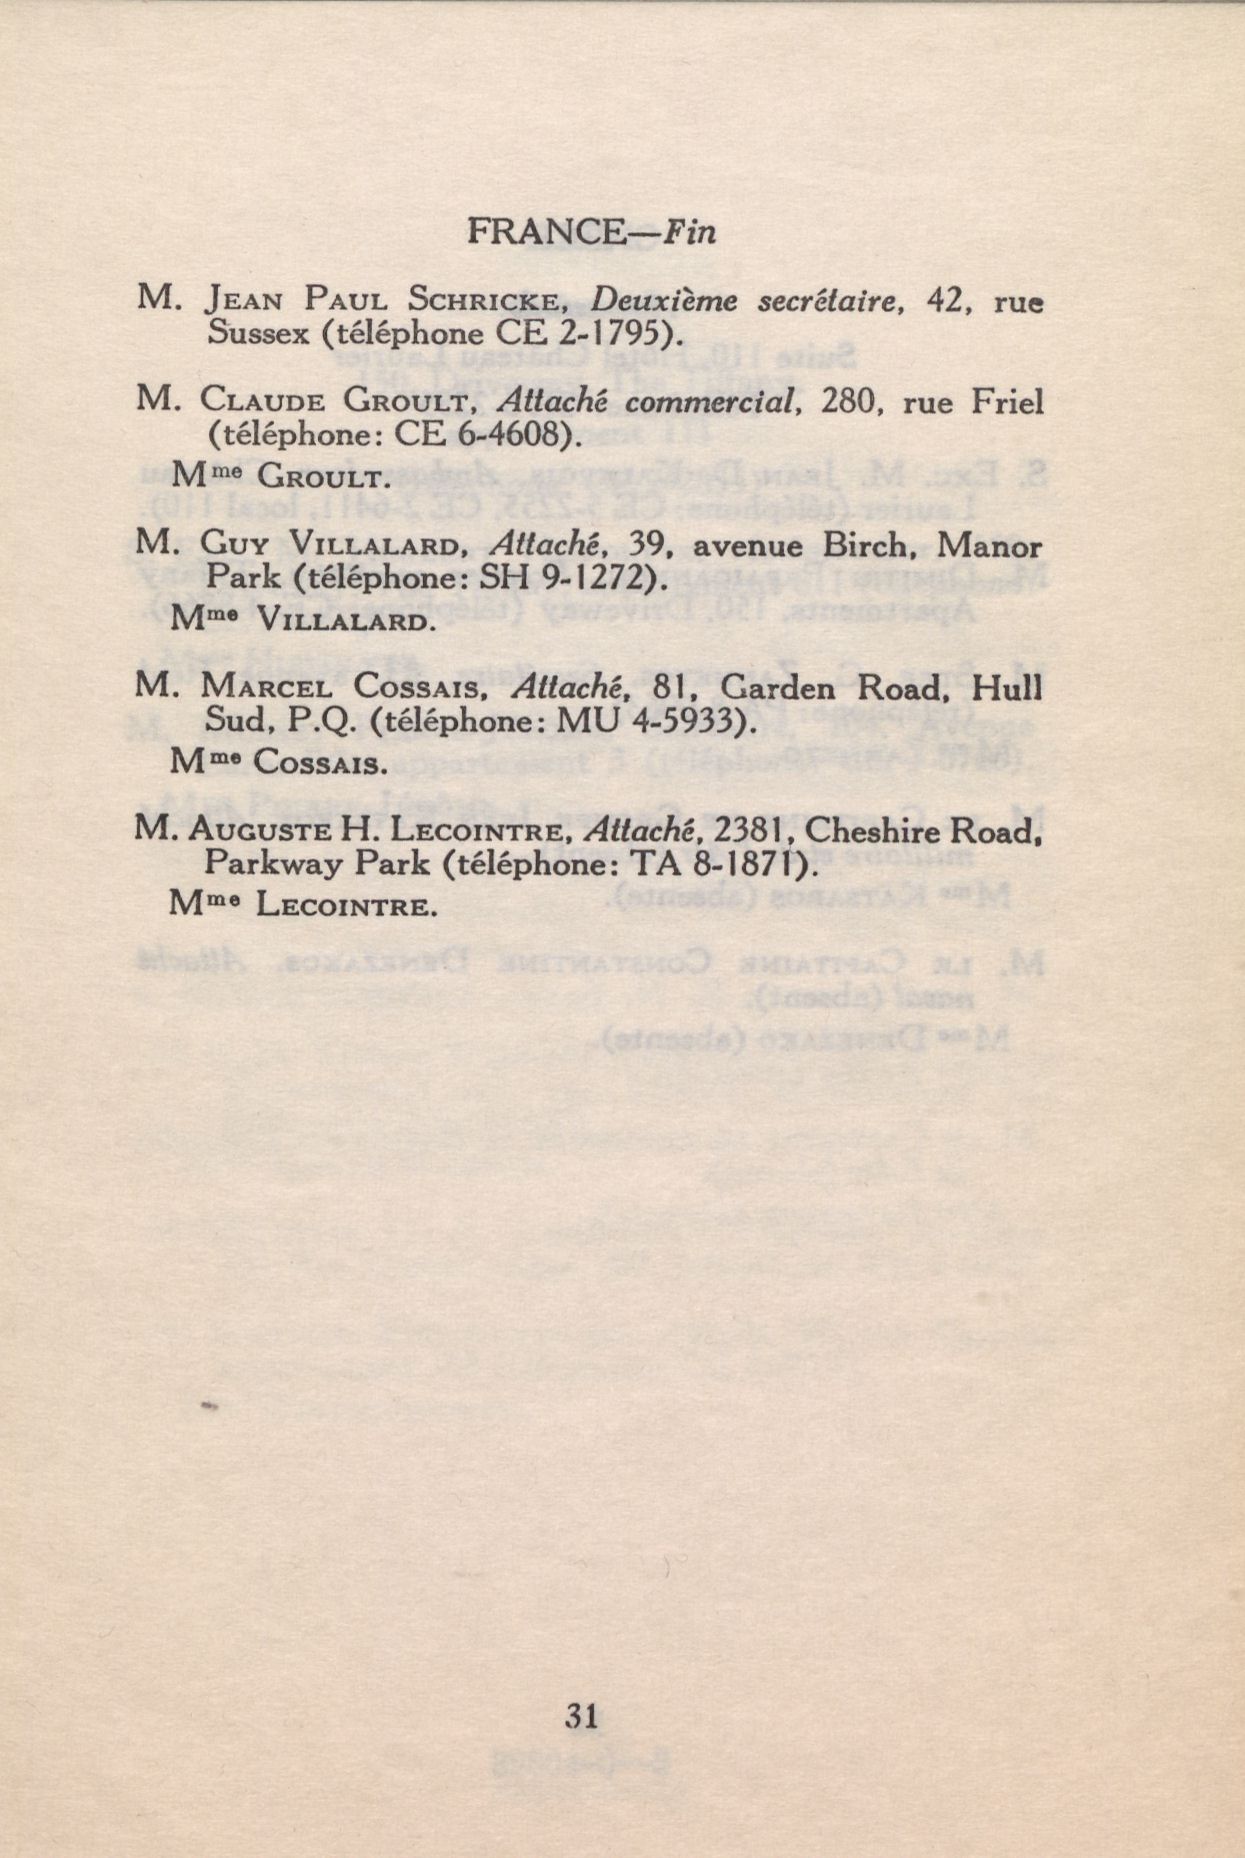 FRANCE—Fin
M. JEAN PAUL SCHRICKE, Deuxième secrétaire, 42, rue
Sussex (téléphone CE 2-1795).
M. CLAUDE GROULT, Attaché commercial, 280, rue Friel
(téléphone: CE 6-4608).
Mme GROULT.
M. GUY VILLALARD, Attaché, 39, avenue Birch, Manor
Park (téléphone: SH 9-1272).
Mme VILLALARD.
M. MARCEL COSSAIS, Attaché, 81, Garden Road, Hull
Sud, P.Q. (téléphone: MU 4-5933).
Mme COSSAIS.
M. AUGUSTE H. LECOINTRE, Attaché, 2381, Cheshire Road,
Parkway Park (téléphone: TA 8-1871).
Mme LECOINTRE.
31